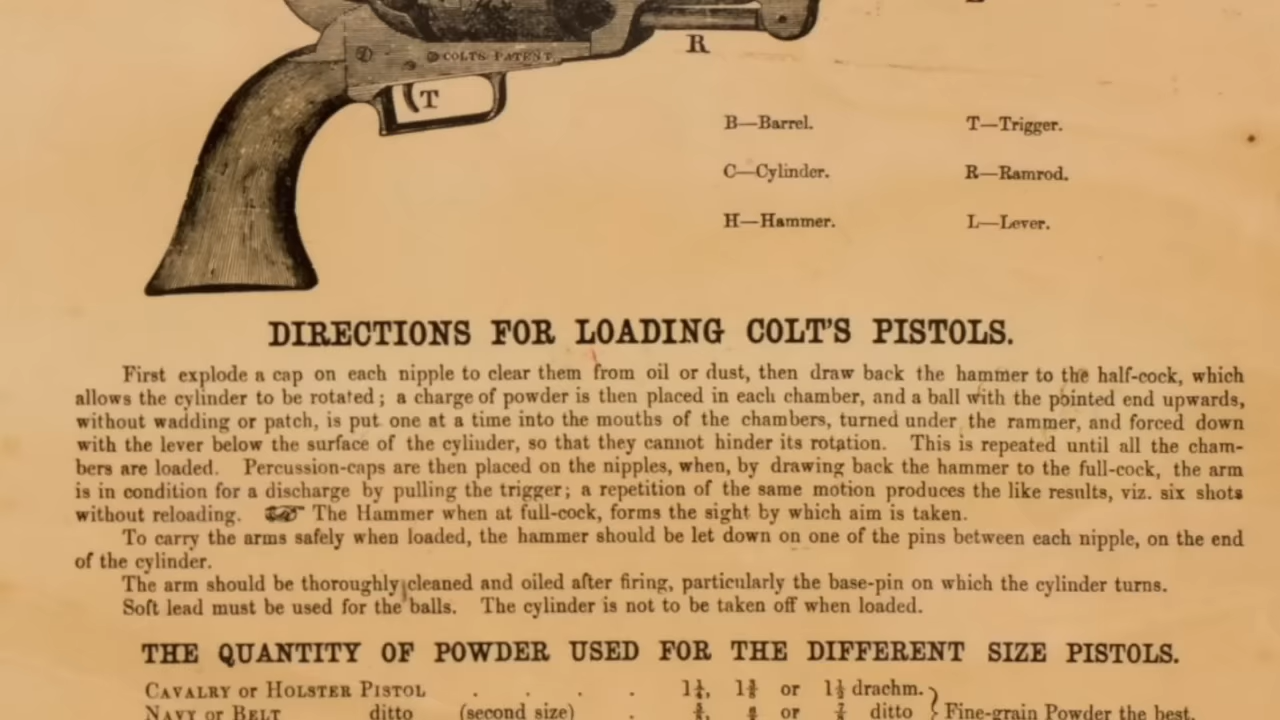 COLTS PATENT
R
T
B—Barrel. T—Trigger.
C—Cylinder. R—Ramrod.
H—Hammer. L—Lever.
DIRECTIONS FOR LOADING COLT'S PISTOLS.
First explode a cap on each nipple to clear them from oil or dust, then draw back the hammer to the half-cock, which
allows the cylinder to be rotated; a charge of powder is then placed in each chamber, and a ball with the pointed end upwards,
without wadding or patch, is put one at a time into the mouths of the chambers, turned under the rammer, and forced down
with the lever below the surface of the cylinder, so that they cannot hinder its rotation. This is repeated until all the cham-
bers are loaded. Percussion-caps are then placed on the nipples, when, by drawing back the hammer to the full-cock, the arm
is in condition for a discharge by pulling the trigger; a repetition of the same motion produces the like results, viz. six shots
without reloading. ☞ The Hammer when at full-cock, forms the sight by which aim is taken.
To carry the arms safely when loaded, the hammer should be let down on one of the pins between each nipple, on the end
of the cylinder.
The arm should be thoroughly cleaned and oiled after firing, particularly the base-pin on which the cylinder turns.
Soft lead must be used for the balls. The cylinder is not to be taken off when loaded.
THE QUANTITY OF POWDER USED FOR THE DIFFERENT SIZE PISTOLS.
CAVALRY or HOLSTER PISTOL . . . . 1¼, 1⅜ or 1½ drachm.
NAVY or BELT ditto (second size) . or ditto } Fine-grain Powder the best.